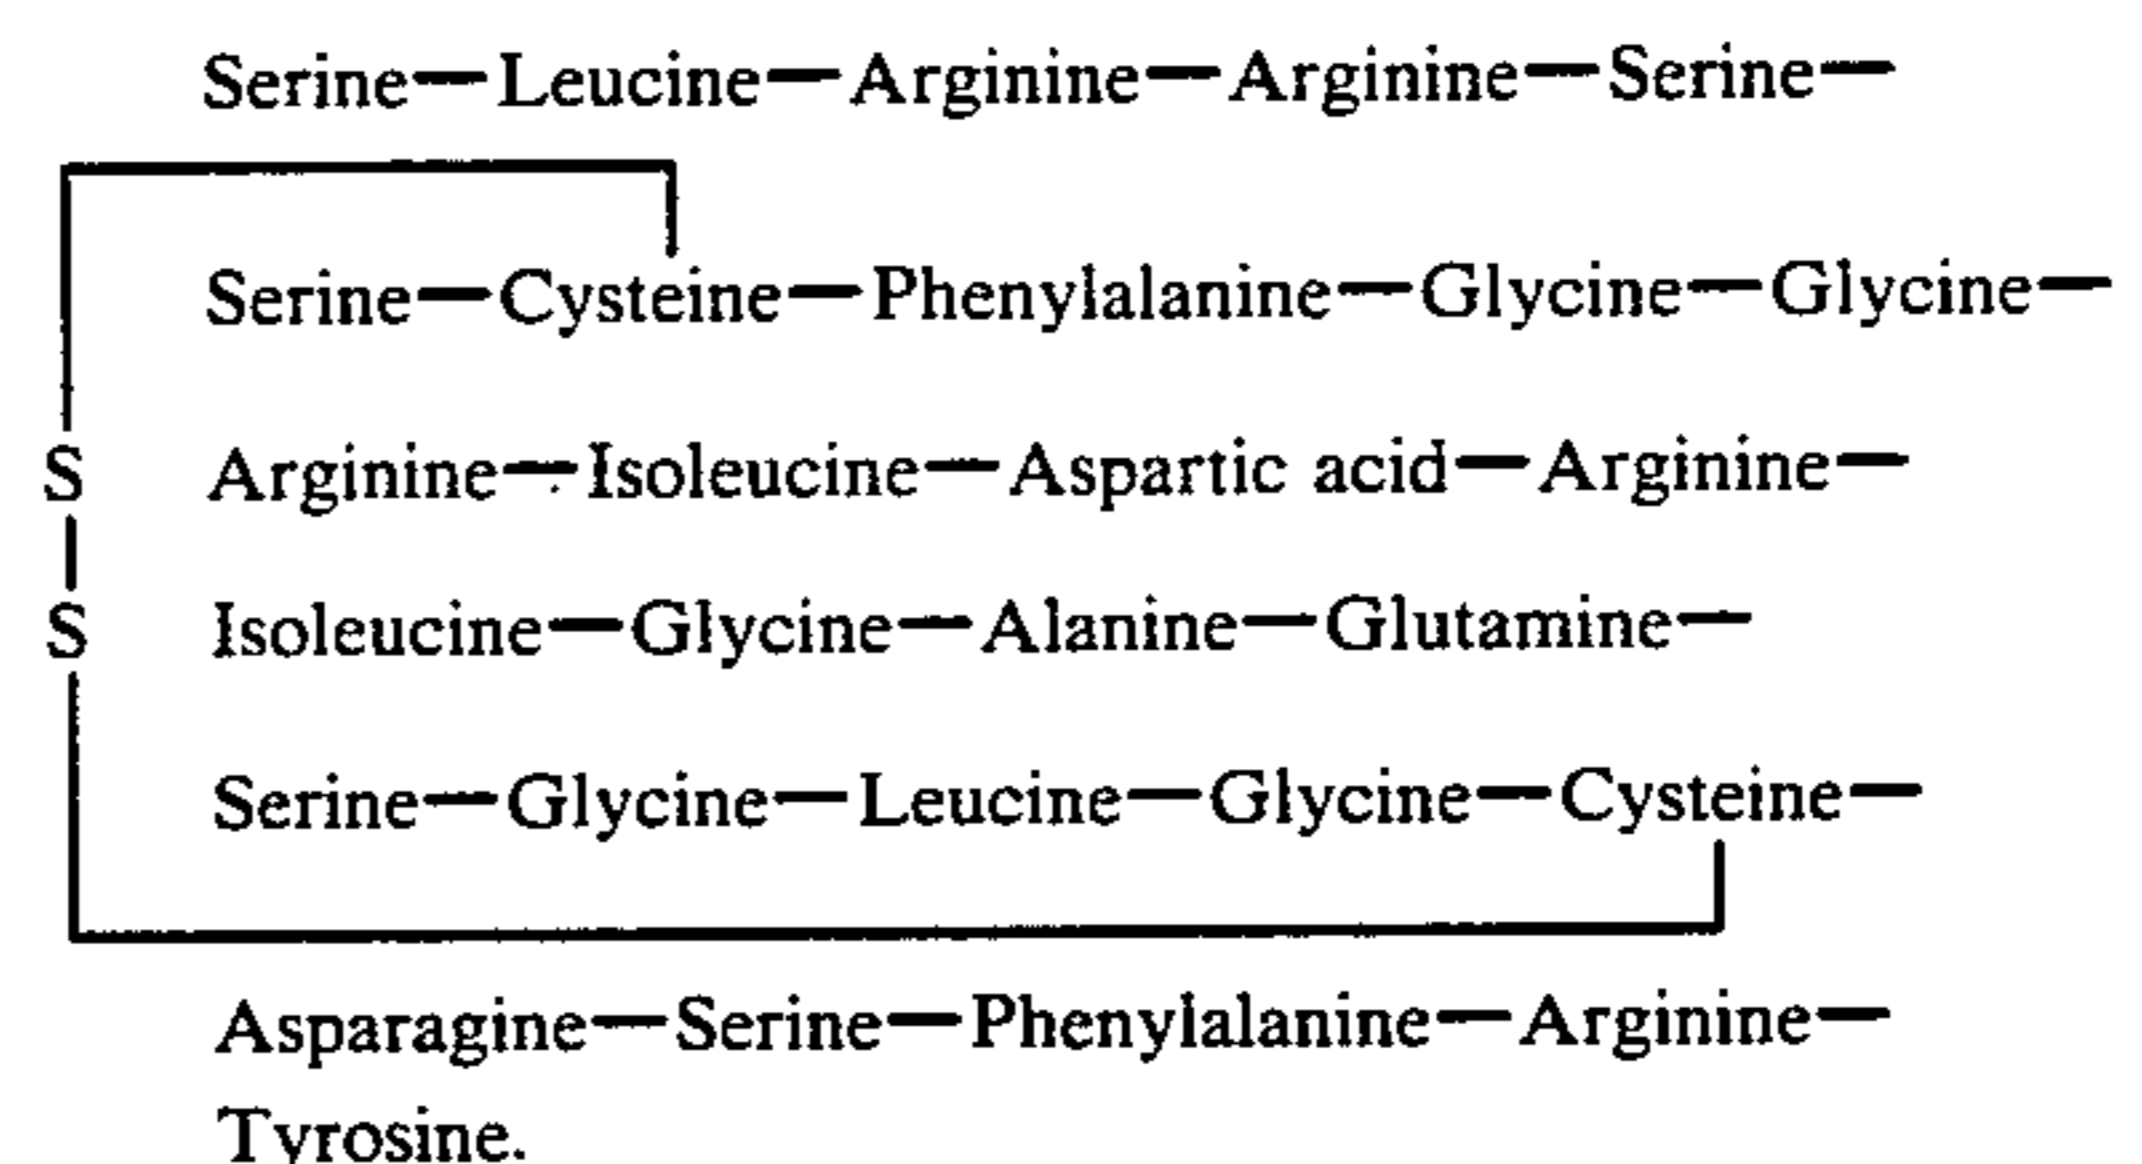 Serine—Leucine—Arginine—Arginine—Serine—
Serine—Cysteine—Phenylalanine—Glycine—Glycine—
S Arginine—Isoleucine—Aspartic acid—Arginine—
S Isoleucine—Glycine—Alanine—Glutamine—
Serine—Glycine—Leucine—Glycine—Cysteine—
Asparagine—Serine—Phenylalanine—Arginine—
Tyrosine.